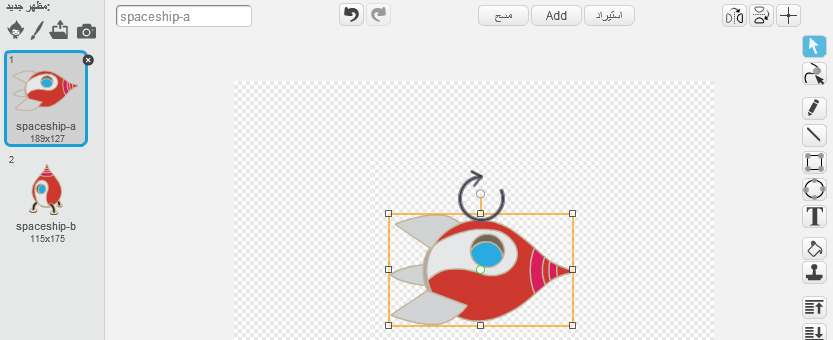 مظهر جديد:
spaceship-a
مسح
Add
استيراد
1
spaceship-a
189x127
2
spaceship-b
115x175
T